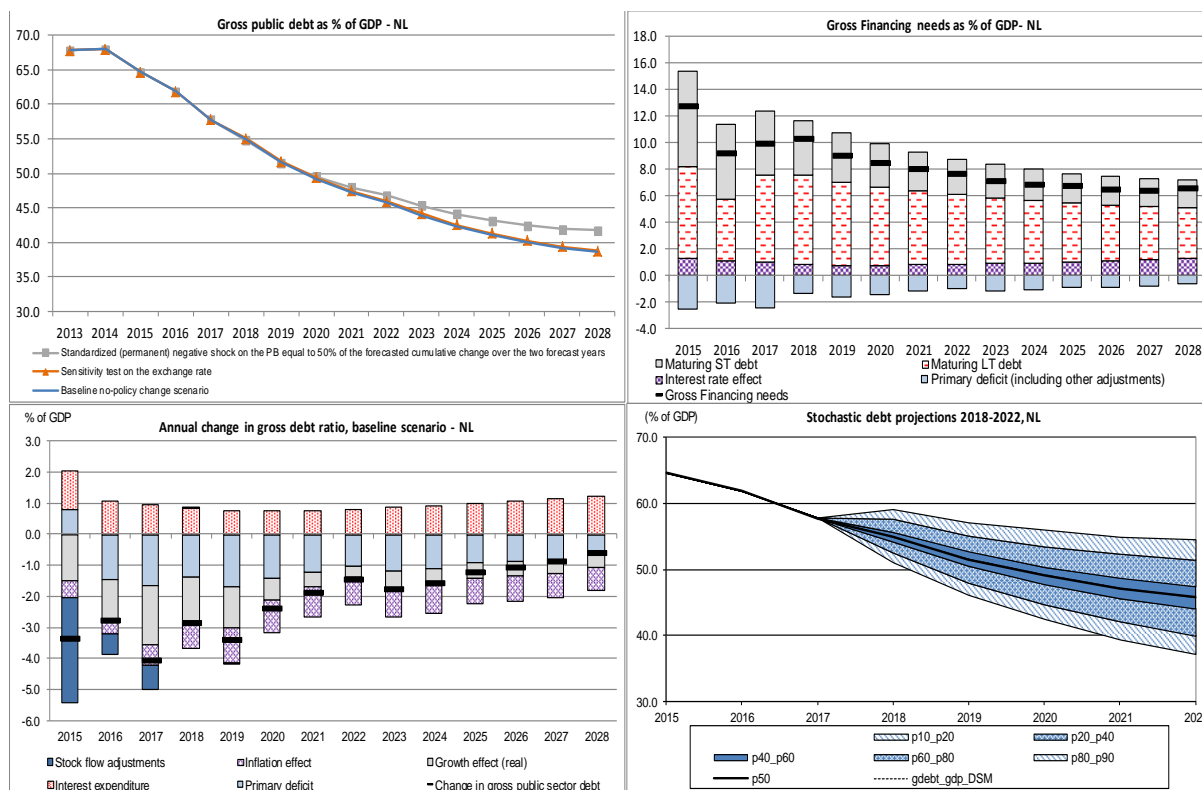 Gross public debt as % of GDP - NL
70.0
65.0
60.0
55.0
50.0
45.0
40.0
35.0
30.0
2013 2014 2015 2016 2017 2018 2019 2020 2021 2022 2023 2024 2025 2026 2027 2028
Standardized (permanent) negative shock on the PB equal to 50% of the forecasted cumulative change over the two forecast years
Sensitivity test on the exchange rate
Baseline no-policy change scenario
Gross Financing needs as % of GDP- NL
18.0
16.0
14.0
12.0
10.0
8.0
6.0
4.0
2.0
0.0
-2.0
-4.0
2015 2016 2017 2018 2019 2020 2021 2022 2023 2024 2025 2026 2027 2028
Maturing ST debt
Maturing LT debt
Interest rate effect
Primary deficit (including other adjustments)
Gross Financing needs
% of GDP
Annual change in gross debt ratio, baseline scenario - NL
3.0
2.0
1.0
0.0
-1.0
-2.0
-3.0
-4.0
-5.0
-6.0
2015 2016 2017 2018 2019 2020 2021 2022 2023 2024 2025 2026 2027 2028
Stock flow adjustments
Inflation effect
Growth effect (real)
Interest expenditure
Primary deficit
Change in gross public sector debt
(% of GDP)
Stochastic debt projections 2018-2022, NL
70.0
60.0
50.0
40.0
30.0
2015 2016 2017 2018 2019 2020 2021 202
p10_p20
p20_p40
p40_p60
p60_p80
p80_p90
p50
gdebt_gdp_DSM